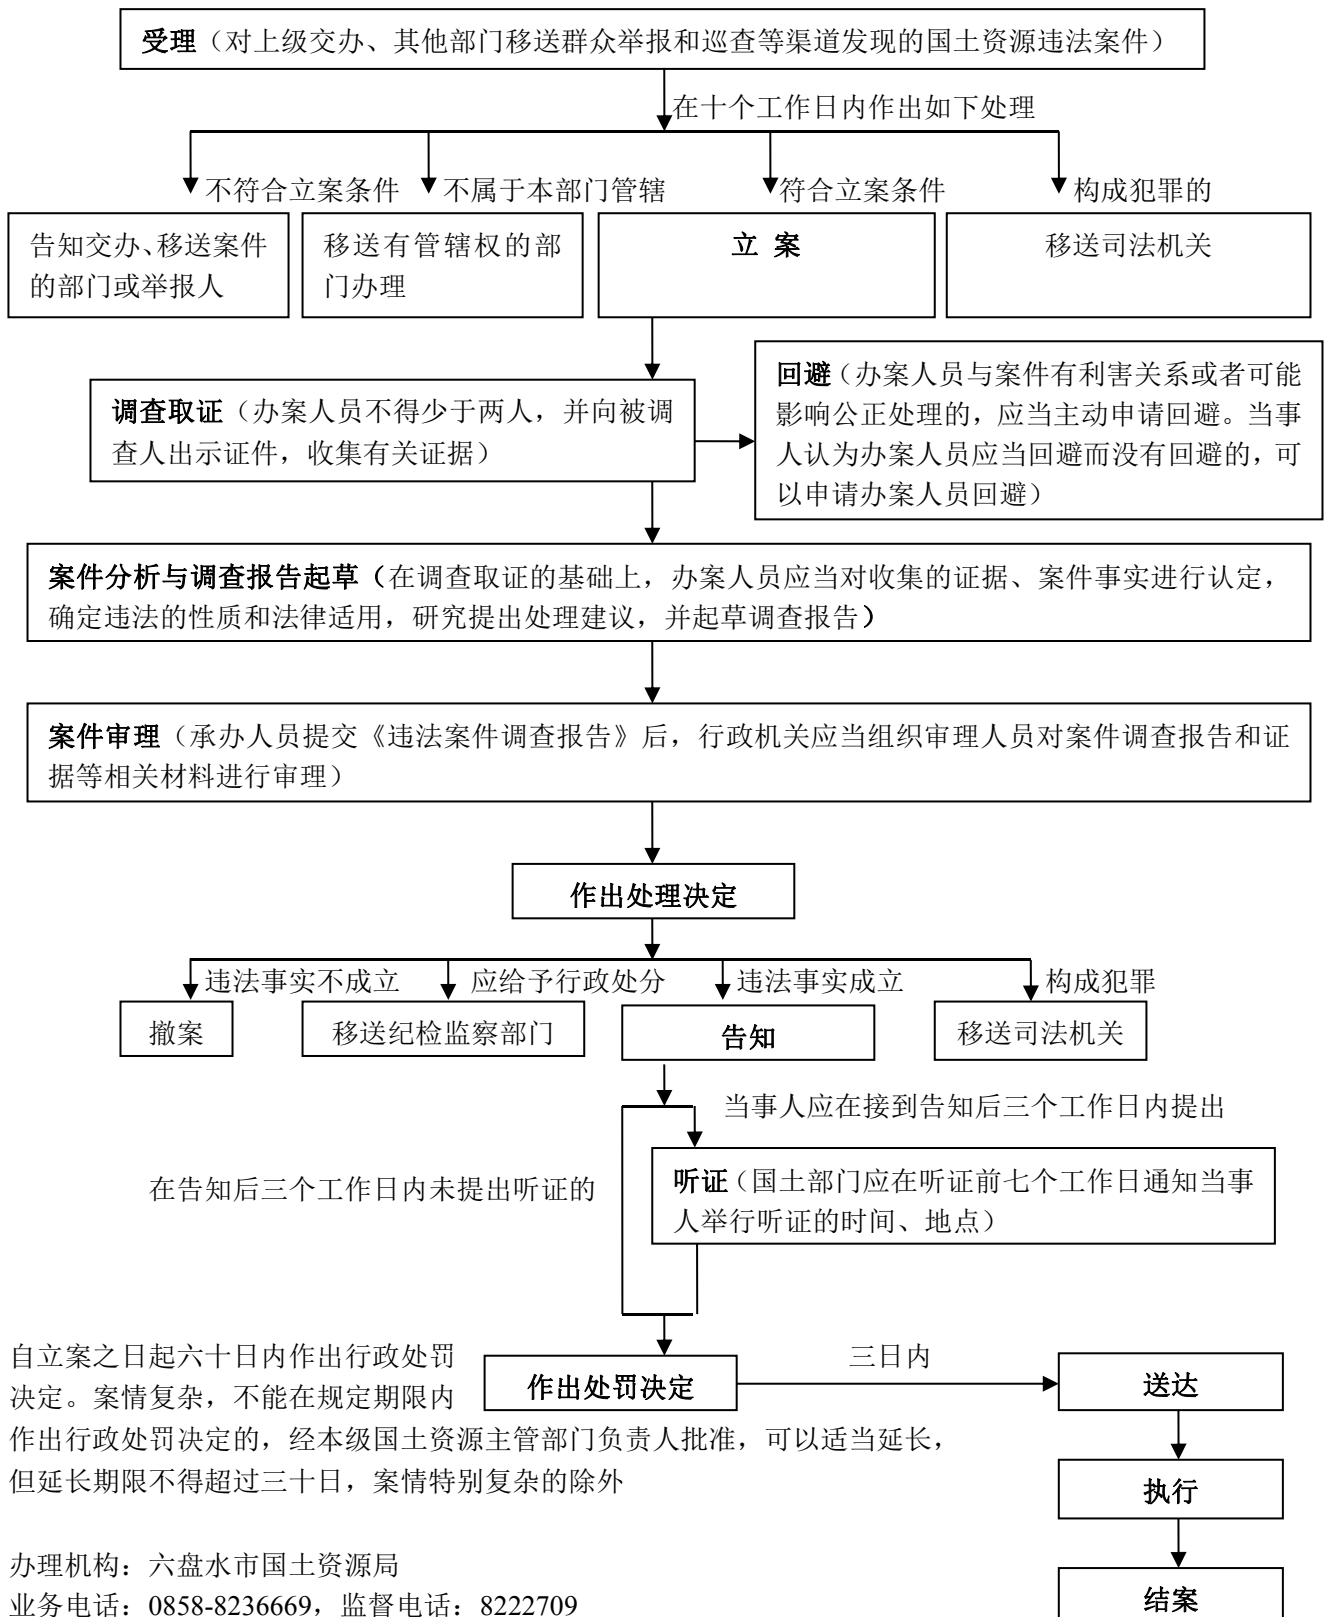 受理（对上级交办、其他部门移送群众举报和巡查等渠道发现的国土资源违法案件）
在十个工作日内作出如下处理
不符合立案条件
不属于本部门管辖
符合立案条件
构成犯罪的
告知交办、移送案件
的部门或举报人
移送有管辖权的部
门办理
立 案
移送司法机关
回避（办案人员与案件有利害关系或者可能
影响公正处理的，应当主动申请回避。当事
人认为办案人员应当回避而没有回避的，可
以申请办案人员回避）
调查取证（办案人员不得少于两人，并向被调
查人出示证件，收集有关证据）
案件分析与调查报告起草（在调查取证的基础上，办案人员应当对收集的证据、案件事实进行认定，
确定违法的性质和法律适用，研究提出处理建议，并起草调查报告）
案件审理（承办人员提交《违法案件调查报告》后，行政机关应当组织审理人员对案件调查报告和证
据等相关材料进行审理）
作出处理决定
违法事实不成立
应给予行政处分
违法事实成立
构成犯罪
撤案
移送纪检监察部门
告知
移送司法机关
当事人应在接到告知后三个工作日内提出
在告知后三个工作日内未提出听证的
听证（国土部门应在听证前七个工作日通知当事
人举行听证的时间、地点）
自立案之日起六十日内作出行政处罚
决定。案情复杂，不能在规定期限内
作出行政处罚决定的，经本级国土资源主管部门负责人批准，可以适当延长，
但延长期限不得超过三十日，案情特别复杂的除外
作出处罚决定
三日内
送达
执行
结案
办理机构：六盘水市国土资源局
业务电话：0858-8236669，监督电话：8222709